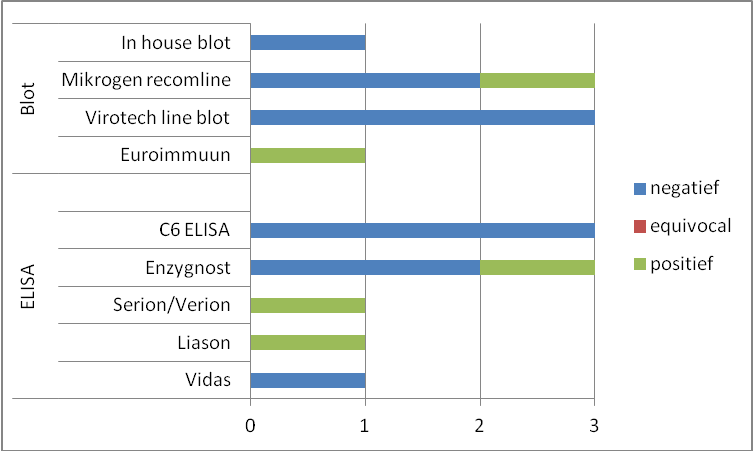 Blot
In house blot
Mikrogen recomline
Virotech line blot
Euroimmuun
ELISA
C6 ELISA
Enzygnost
Serion/Verion
Liason
Vidas
0 1 2 3
negatief
equivocal
positief